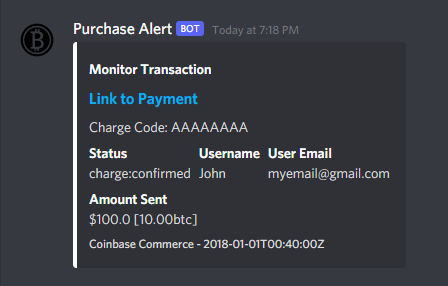 Purchase Alert BOT Today at 7:18 PM
Monitor Transaction
Link to Payment
Charge Code: AAAAAAAA
Status Username User Email
charge:confirmed John myemail@gmail.com
Amount Sent
$100.0 [10.00btc]
Coinbase Commerce - 2018-01-01T00:40:00Z